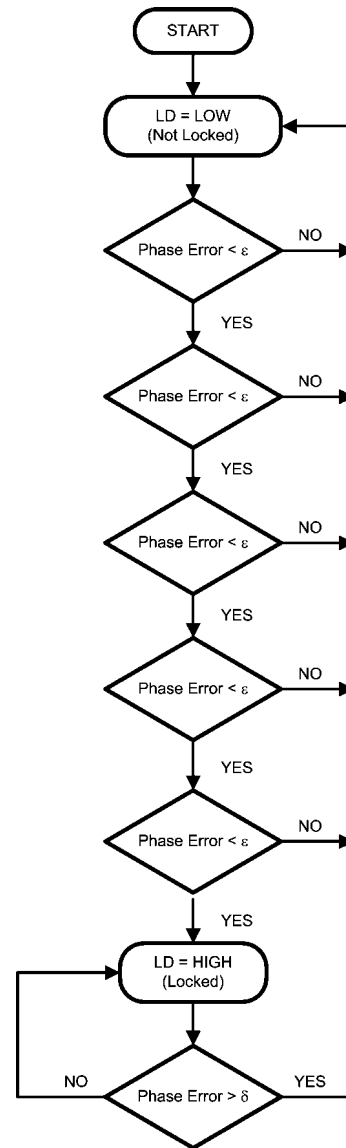 START
LD = LOW
(Not Locked)
Phase Error < ε
NO
YES
Phase Error < ε
NO
YES
Phase Error < ε
NO
YES
Phase Error < ε
NO
YES
Phase Error < ε
NO
YES
LD = HIGH
(Locked)
NO
Phase Error > δ
YES